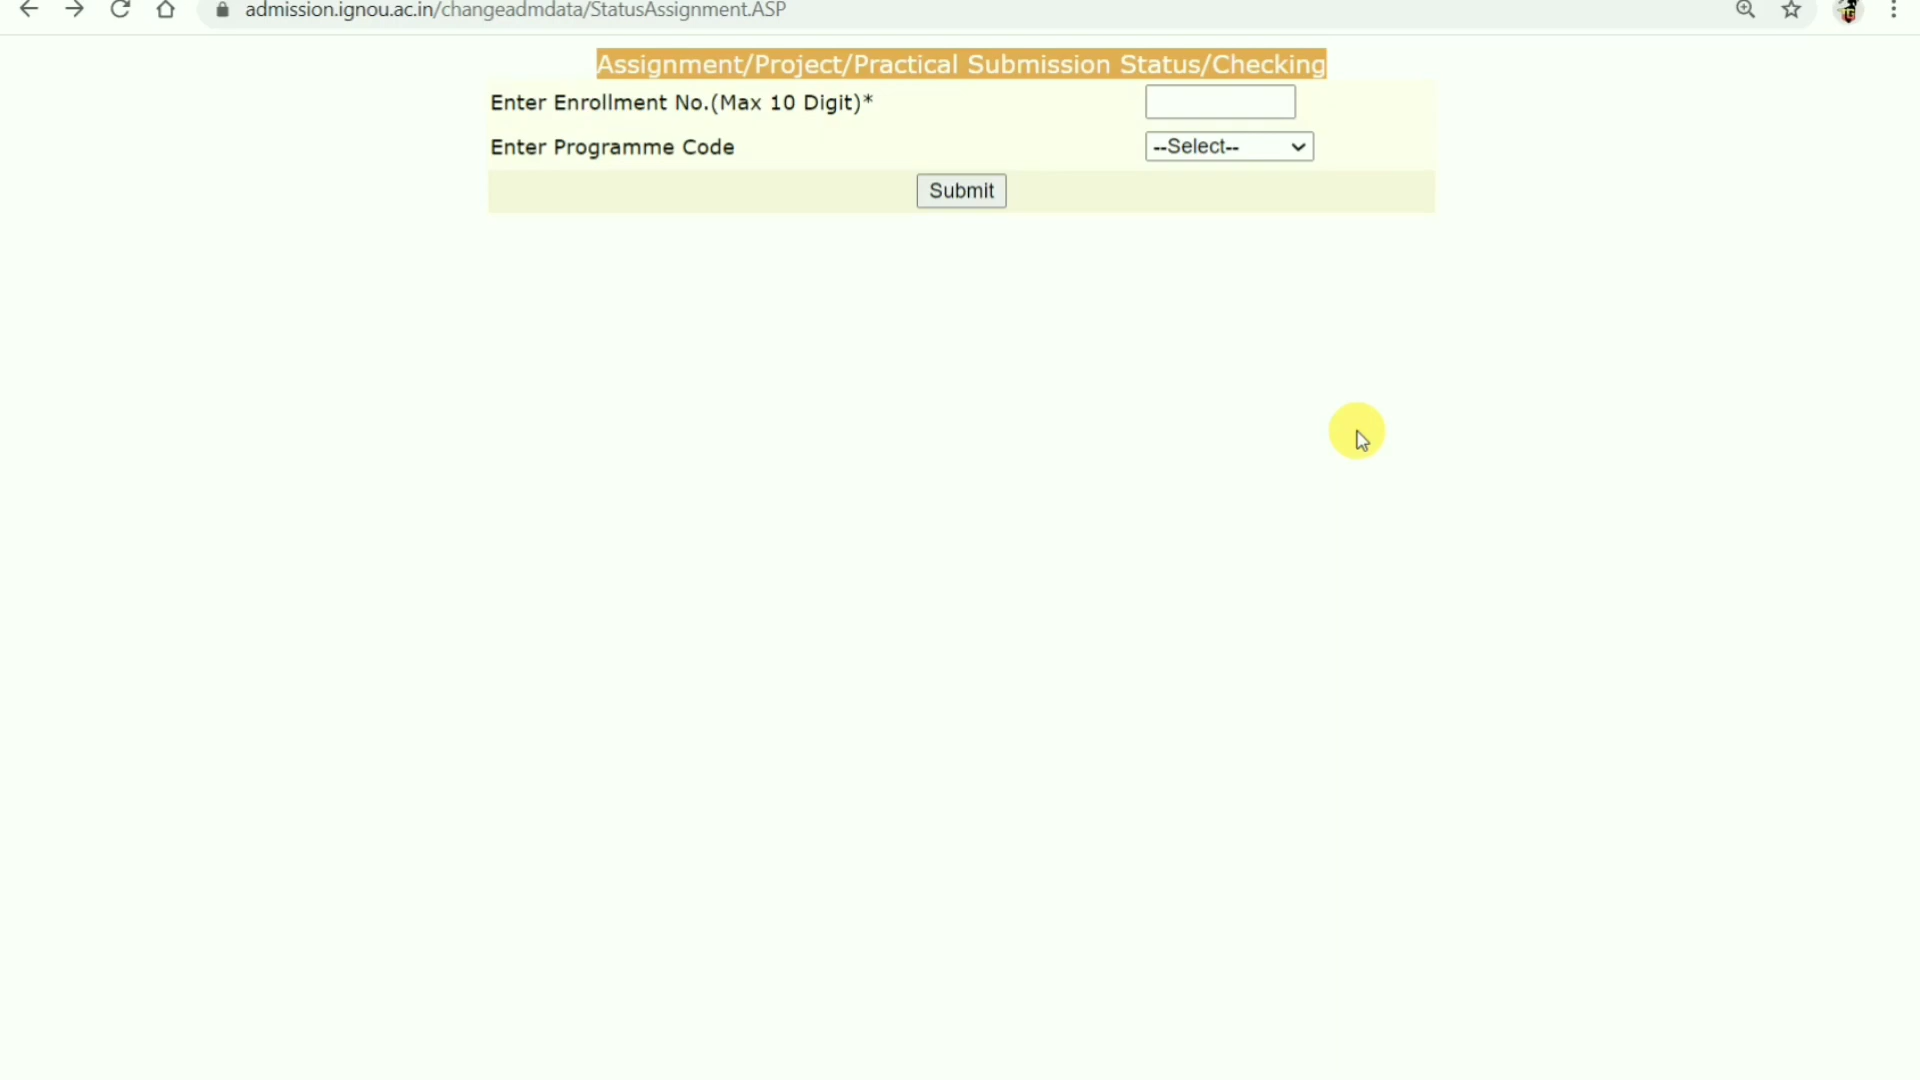 admission.ignou.ac.in/changeadmdata/StatusAssignment.ASP
Assignment/Project/Practical Submission Status/Checking
Enter Enrollment No.(Max 10 Digit)*
Enter Programme Code --Select--
Submit